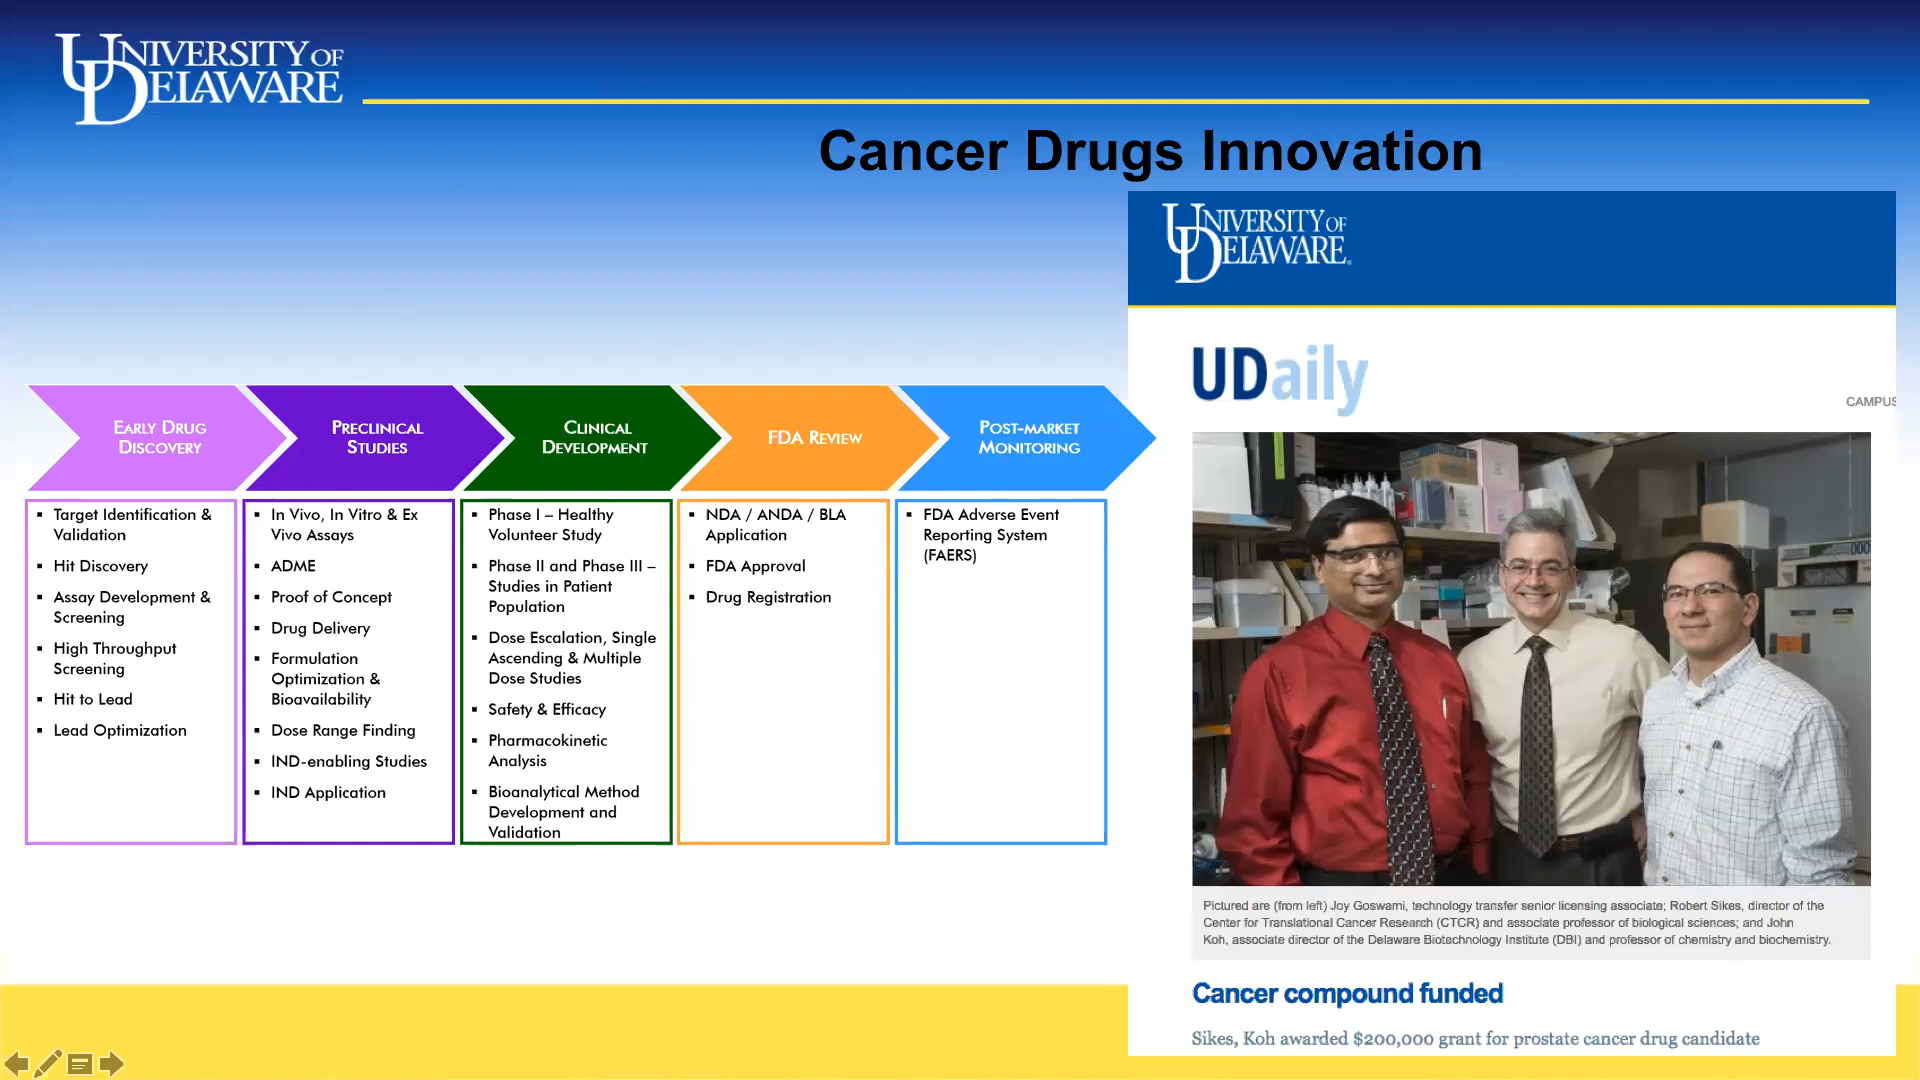 UNIVERSITY OF
DELAWARE
Cancer Drugs Innovation
EARLY DRUG
DISCOVERY
▪ Target Identification &
Validation
▪ Hit Discovery
▪ Assay Development &
Screening
▪ High Throughput
Screening
▪ Hit to Lead
▪ Lead Optimization
PRECLINICAL
STUDIES
▪ In Vivo, In Vitro & Ex
Vivo Assays
▪ ADME
▪ Proof of Concept
▪ Drug Delivery
▪ Formulation
Optimization &
Bioavailability
▪ Dose Range Finding
▪ IND-enabling Studies
▪ IND Application
CLINICAL
DEVELOPMENT
▪ Phase I – Healthy
Volunteer Study
▪ Phase II and Phase III –
Studies in Patient
Population
▪ Dose Escalation, Single
Ascending & Multiple
Dose Studies
▪ Safety & Efficacy
▪ Pharmacokinetic
Analysis
▪ Bioanalytical Method
Development and
Validation
FDA REVIEW
▪ NDA / ANDA / BLA
Application
▪ FDA Approval
▪ Drug Registration
POST-MARKET
MONITORING
▪ FDA Adverse Event
Reporting System
(FAERS)
UNIVERSITY OF
DELAWARE®
UDaily
CAMPUS
Pictured are (from left) Joy Goswami, technology transfer senior licensing associate; Robert Sikes, director of the
Center for Translational Cancer Research (CTCR) and associate professor of biological sciences; and John
Koh, associate director of the Delaware Biotechnology Institute (DBI) and professor of chemistry and biochemistry.
Cancer compound funded
Sikes, Koh awarded $200,000 grant for prostate cancer drug candidate